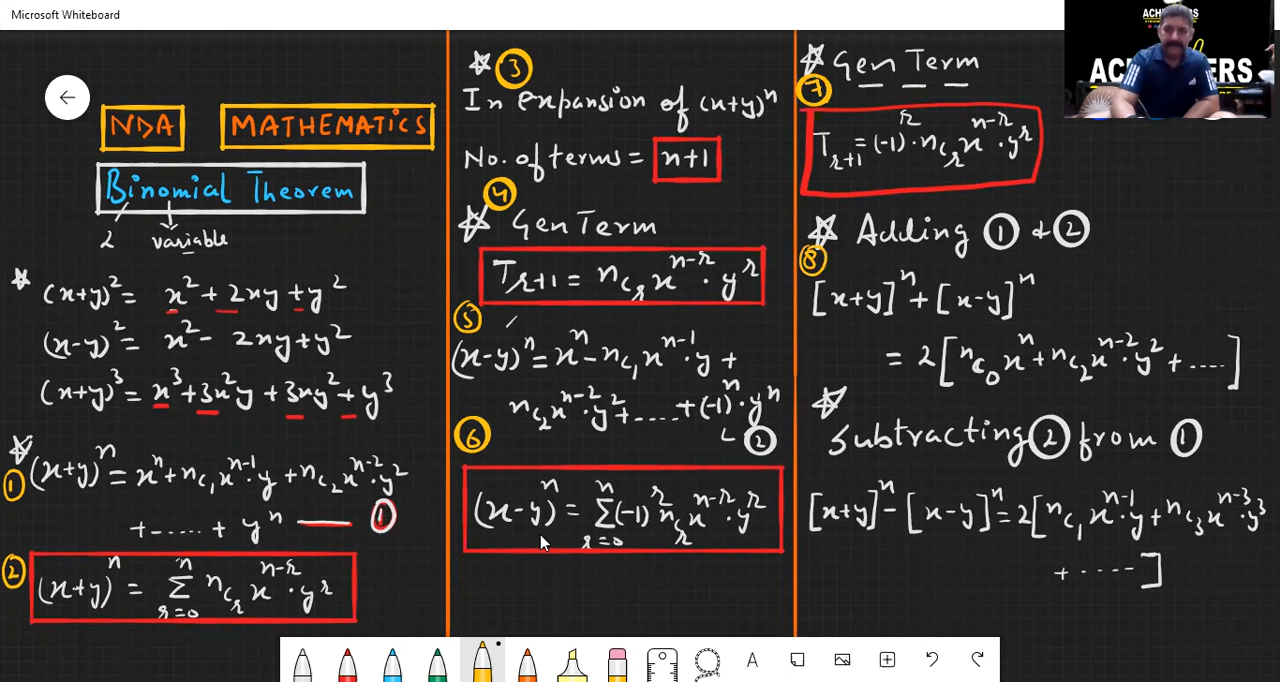 Microsoft Whiteboard
NDA MATHEMATICS
Binomial Theorem
2 variable
(x+y)² = x² + 2xy + y²
(x-y)² = x² - 2xy + y²
(x+y)³ = x³ + 3x²y + 3xy² + y³
① (x+y)ⁿ = xⁿ + ⁿC₁ xⁿ⁻¹·y + ⁿC₂ xⁿ⁻²·y²
+ ..... + yⁿ — ①
② (x+y)ⁿ = Σ_{r=0}^{n} ⁿCᵣ xⁿ⁻ʳ·yʳ
③
In expansion of (x+y)ⁿ
No. of terms = n+1
④
Gen Term
Tᵣ₊₁ = ⁿCᵣ xⁿ⁻ʳ·yʳ
⑤
(x-y)ⁿ = xⁿ - ⁿC₁ xⁿ⁻¹·y +
ⁿC₂ xⁿ⁻²·y² + ..... + (-1)ⁿ·yⁿ
②
⑥
(x-y)ⁿ = Σ_{r=0}^{n} (-1)ʳ ⁿCᵣ xⁿ⁻ʳ·yʳ
Gen Term
⑦
Tᵣ₊₁ = (-1)ʳ·ⁿCᵣ xⁿ⁻ʳ·yʳ
Adding ① & ②
⑧
[x+y]ⁿ + [x-y]ⁿ
= 2[ⁿC₀ xⁿ + ⁿC₂ xⁿ⁻²·y² + ....]
Subtracting ② from ①
[x+y]ⁿ - [x-y]ⁿ = 2[ⁿC₁ xⁿ⁻¹·y + ⁿC₃ xⁿ⁻³·y³
+ ....]
A